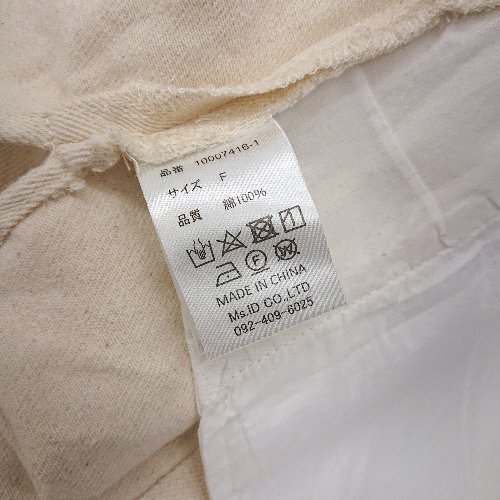 品番 10007416-1
サイズ F
品質 綿100%
F W
MADE IN CHINA
Ms.ID CO.,LTD
092-409-6025